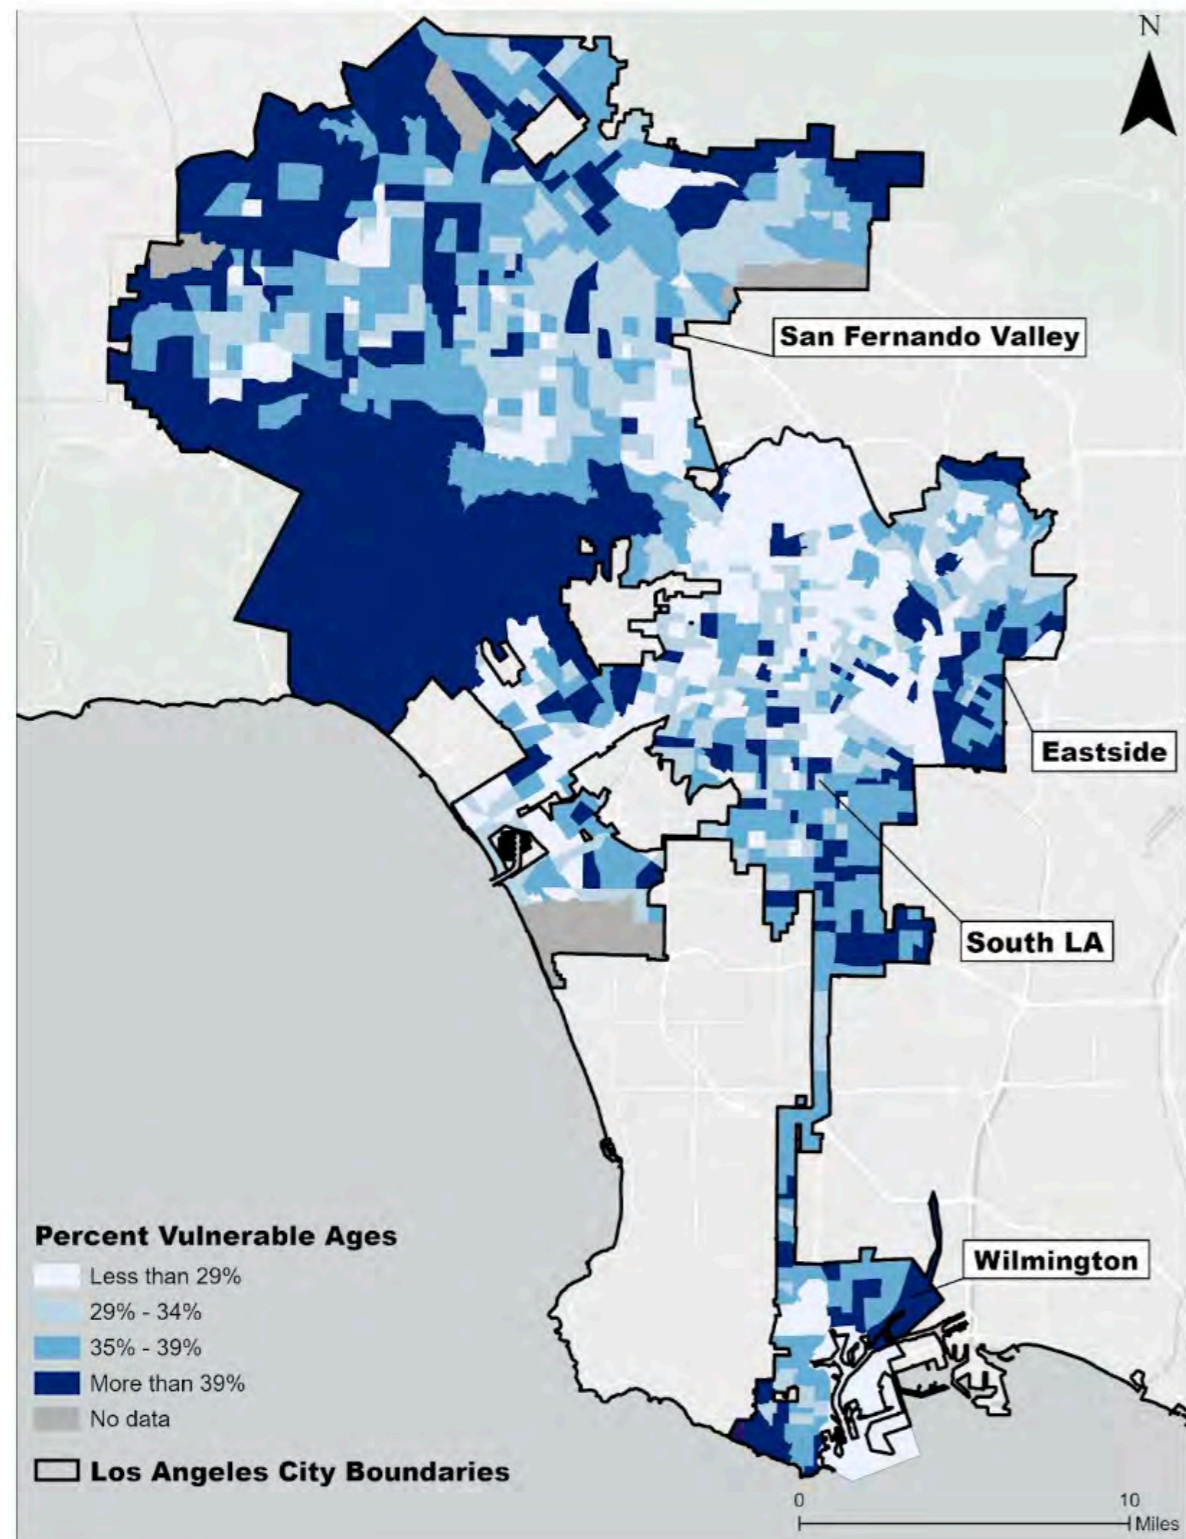 N
San Fernando Valley
Eastside
South LA
Wilmington
Percent Vulnerable Ages
Less than 29%
29% - 34%
35% - 39%
More than 39%
No data
Los Angeles City Boundaries
0 10
Miles